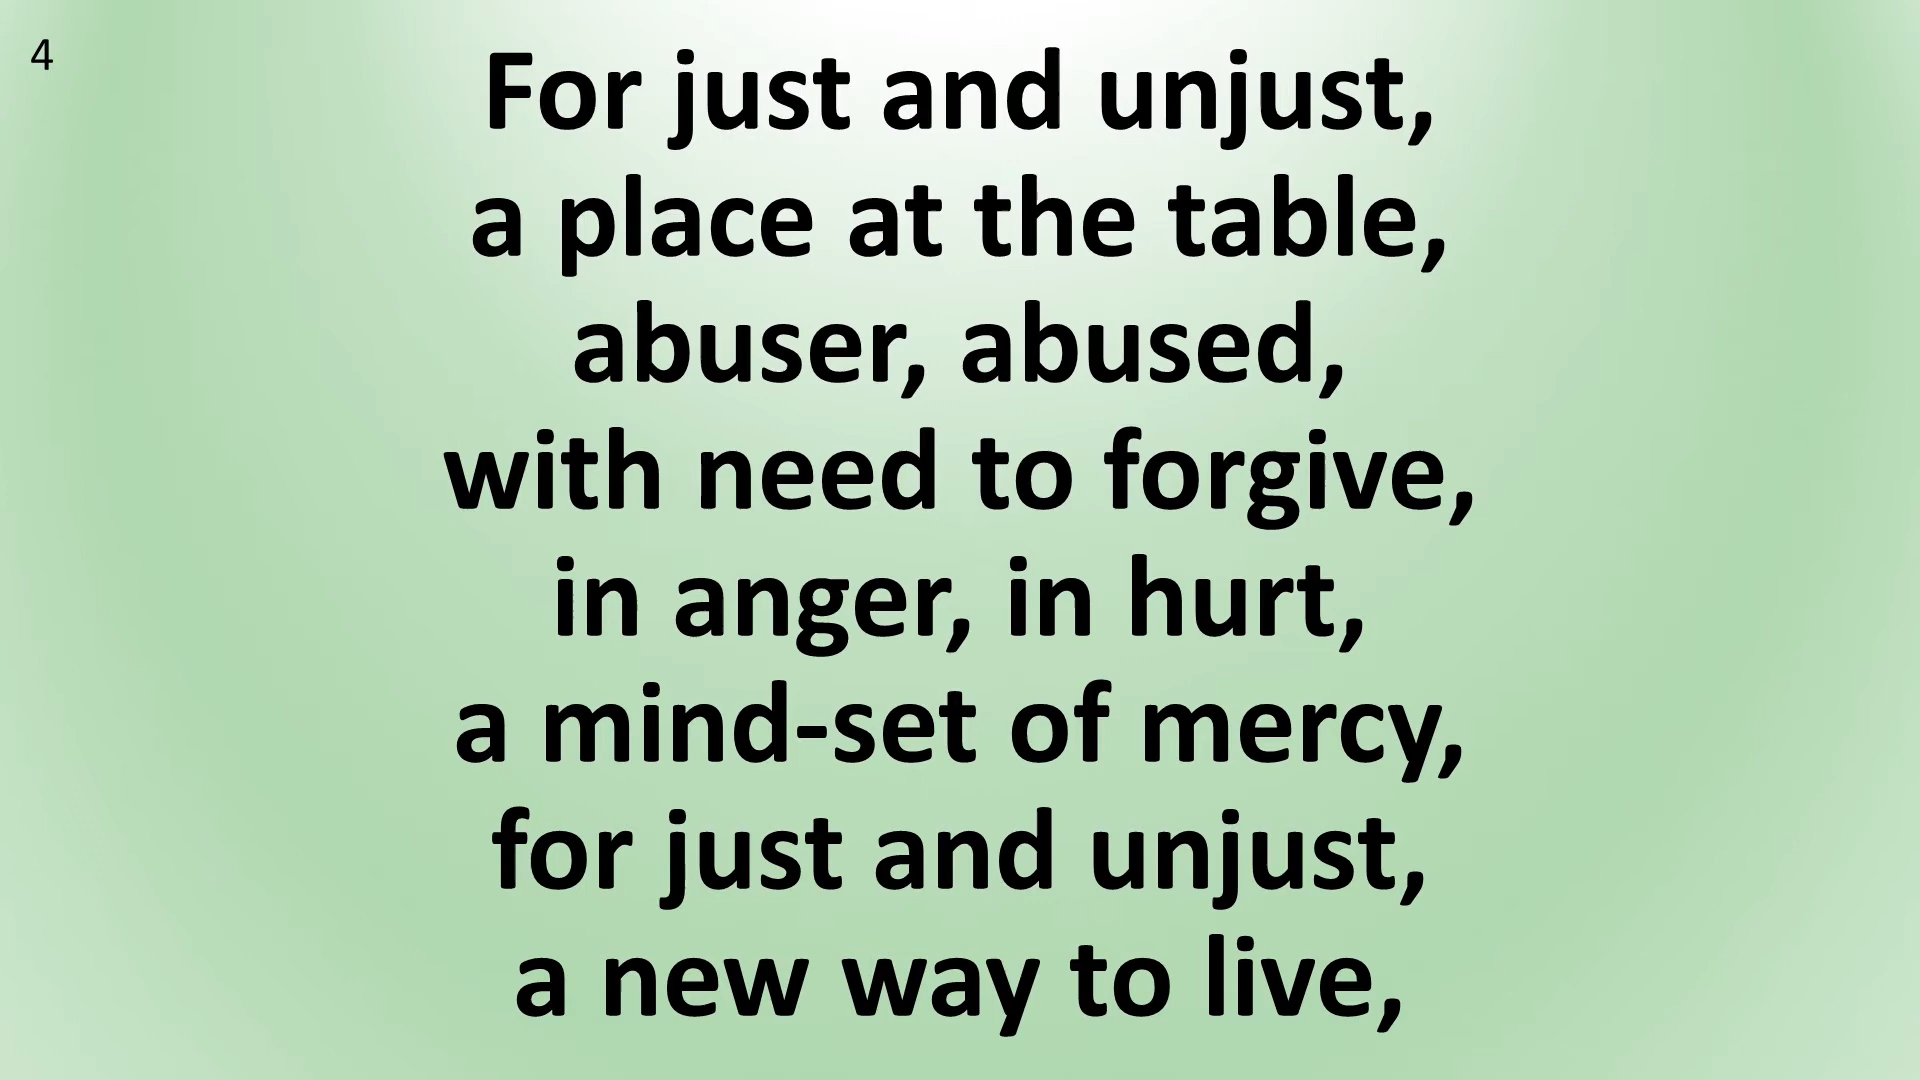 4
For just and unjust,
a place at the table,
abuser, abused,
with need to forgive,
in anger, in hurt,
a mind-set of mercy,
for just and unjust,
a new way to live,